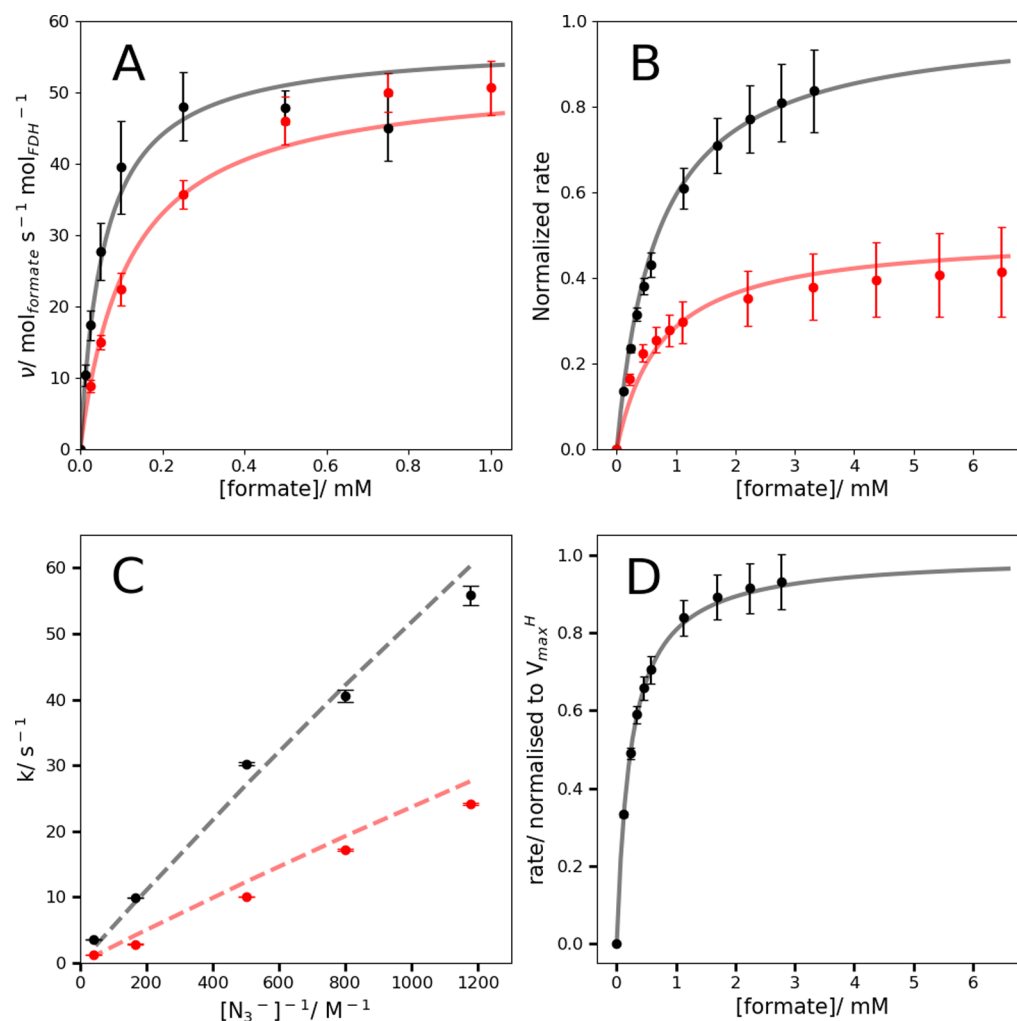 A
60
50
40
30
20
10
0
ν/ mol_formate s⁻¹ mol_FDH⁻¹
0.0 0.2 0.4 0.6 0.8 1.0
[formate]/ mM
B
1.0
0.8
0.6
0.4
0.2
0.0
Normalized rate
0 1 2 3 4 5 6
[formate]/ mM
C
60
50
40
30
20
10
0
k/ s⁻¹
0 200 400 600 800 1000 1200
[N₃⁻]⁻¹/ M⁻¹
D
1.0
0.8
0.6
0.4
0.2
0.0
rate/ normalised to V_max^H
0 1 2 3 4 5 6
[formate]/ mM